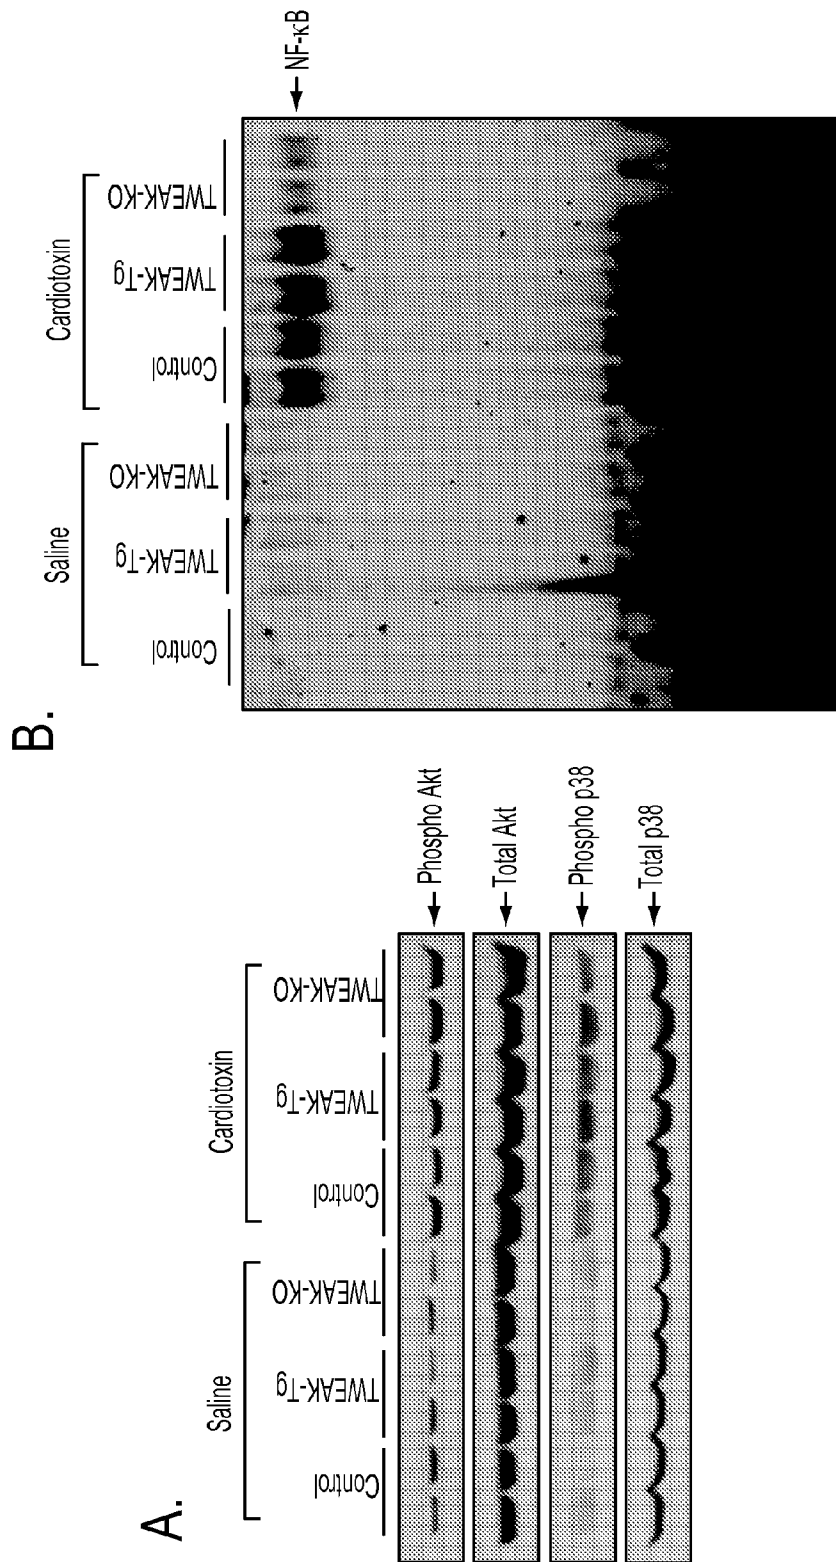 A.
Saline
Cardiotoxin
Control
TWEAK-Tg
TWEAK-KO
Control
TWEAK-Tg
TWEAK-KO
Phospho Akt
Total Akt
Phospho p38
Total p38
B.
Saline
Cardiotoxin
Control
TWEAK-Tg
TWEAK-KO
Control
TWEAK-Tg
TWEAK-KO
NF-κB